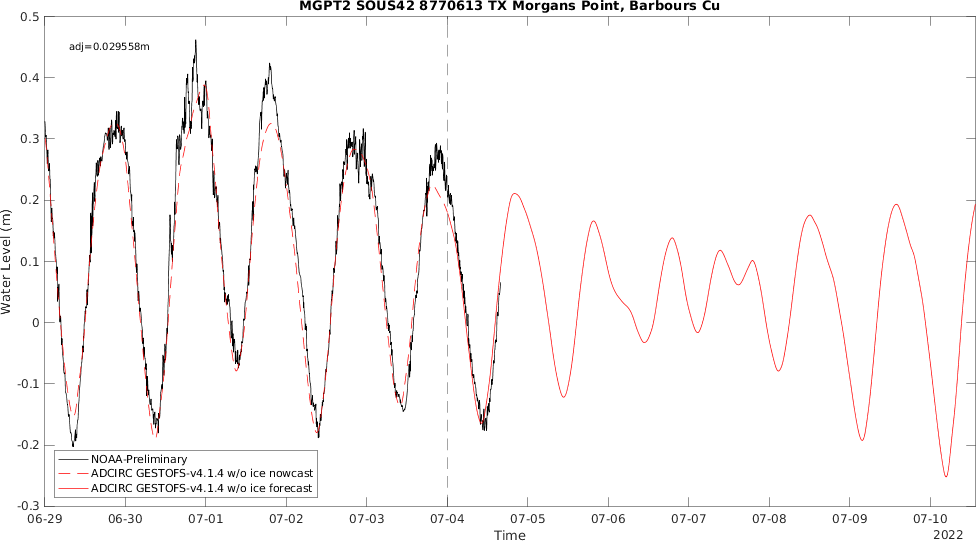 MGPT2 SOUS42 8770613 TX Morgans Point, Barbours Cu
adj=0.029558m
0.5
0.4
0.3
0.2
0.1
0
-0.1
-0.2
-0.3
Water Level (m)
NOAA-Preliminary
ADCIRC GESTOFS-v4.1.4 w/o ice nowcast
ADCIRC GESTOFS-v4.1.4 w/o ice forecast
06-29 06-30 07-01 07-02 07-03 07-04 07-05 07-06 07-07 07-08 07-09 07-10
Time
2022